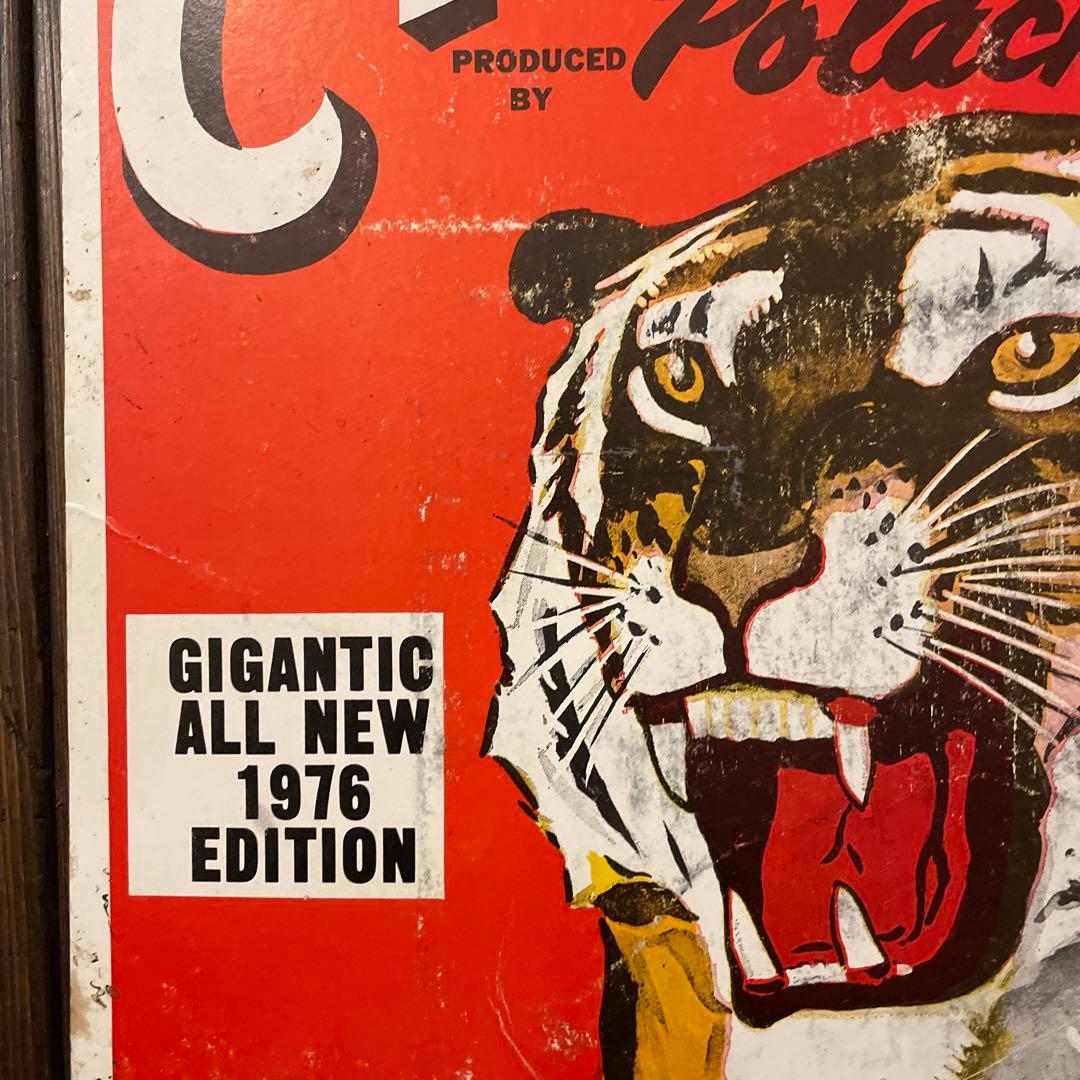 PRODUCED
BY
GIGANTIC
ALL NEW
1976
EDITION